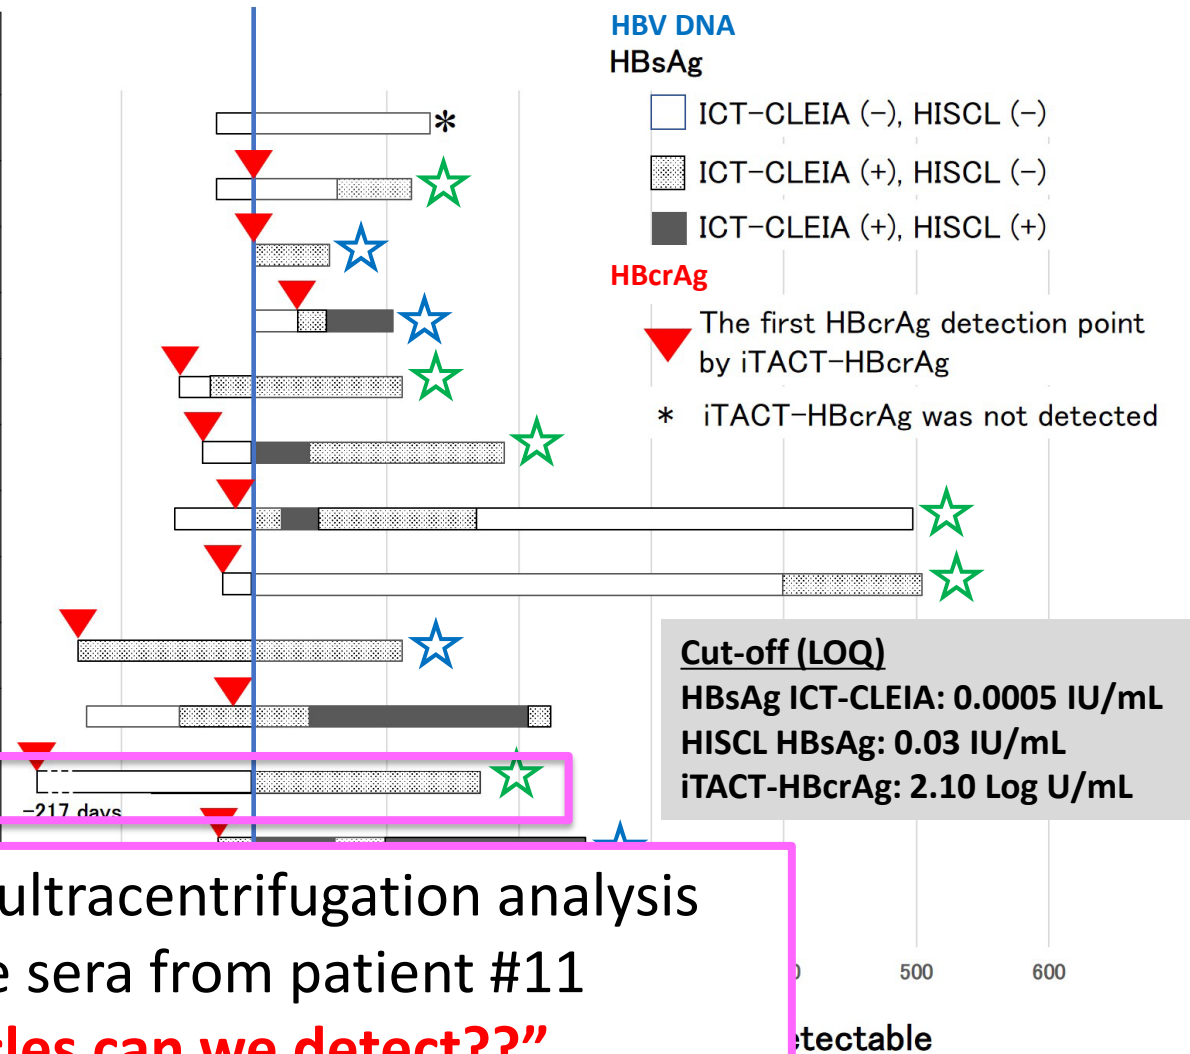 HBV DNA
HBsAg
ICT-CLEIA (-), HISCL (-)
*
ICT-CLEIA (+), HISCL (-)
ICT-CLEIA (+), HISCL (+)
HBcrAg
The first HBcrAg detection point
by iTACT-HBcrAg
* iTACT-HBcrAg was not detected
Cut-off (LOQ)
HBsAg ICT-CLEIA: 0.0005 IU/mL
HISCL HBsAg: 0.03 IU/mL
iTACT-HBcrAg: 2.10 Log U/mL
-217 days
ultracentrifugation analysis
sera from patient #11
500 600
can we detect??"